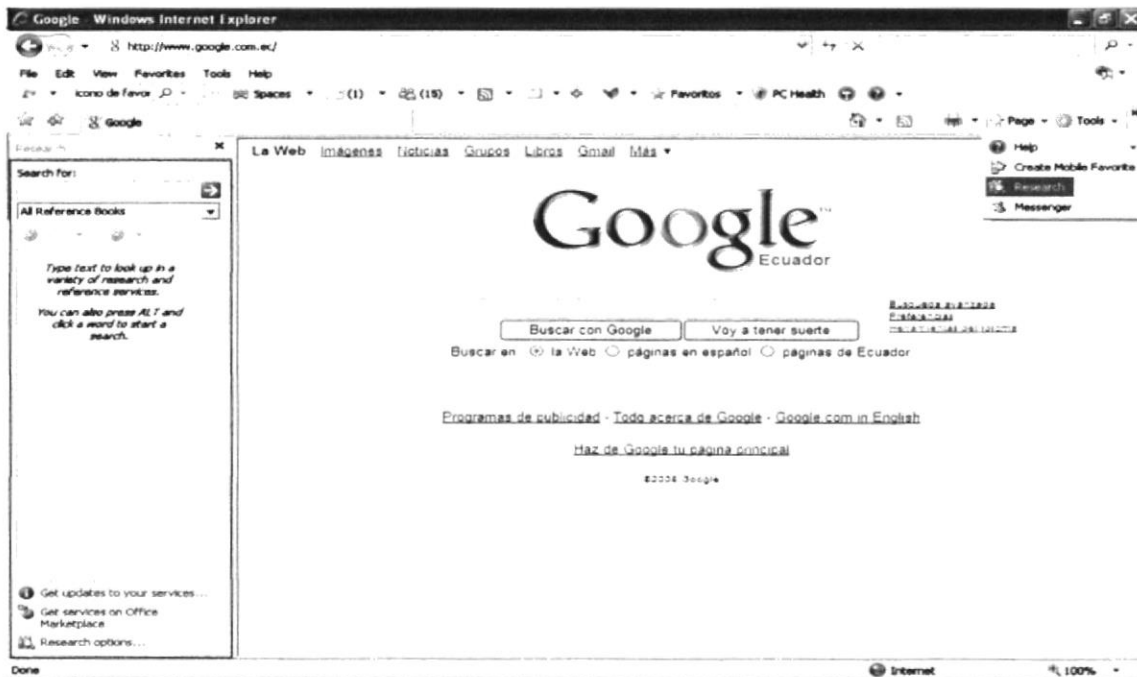 Google - Windows Internet Explorer
http://www.google.com.ec/
File Edit View Favorites Tools Help
icono de favor Spaces (1) (15) Favoritos PC Health
Google Page Tools
Research
Search for:
All Reference Books
Type text to look up in a
variety of research and
reference services.
You can also press ALT and
click a word to start a
search.
Get updates to your services...
Get services on Office
Marketplace
Research options...
La Web Imágenes Noticias Grupos Libros Gmail Más
Help
Create Mobile Favorite
Research
Messenger
Google
Ecuador
Búsqueda avanzada
Preferencias
Herramientas del idioma
Buscar con Google Voy a tener suerte
Buscar en la Web páginas en español páginas de Ecuador
Programas de publicidad - Todo acerca de Google - Google.com in English
Haz de Google tu página principal
Google
Done Internet 100%